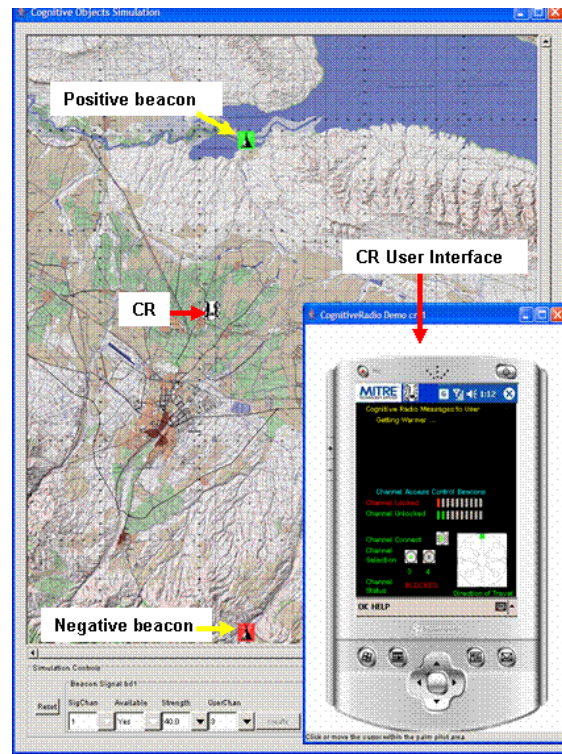 Cognitive Objects Simulation
Positive beacon
CR User Interface
CR
CognitiveRadio Demo cr1
MITRE
1:12
Cognitive Radio Messages to User
Getting Warmer ...
Channel Access Control Beacons
Channel Locked
Channel Unlocked
Channel Connect
Channel
Selection
3 4
Channel
Status
BLOCKED
Direction of Travel
OK HELP
Negative beacon
Simulation Controls
Beacon Signal bd1
Reset
SigChan Available Strength UserChan
1 Yes 40.0 3
Click or move the cursor within the palm pilot area